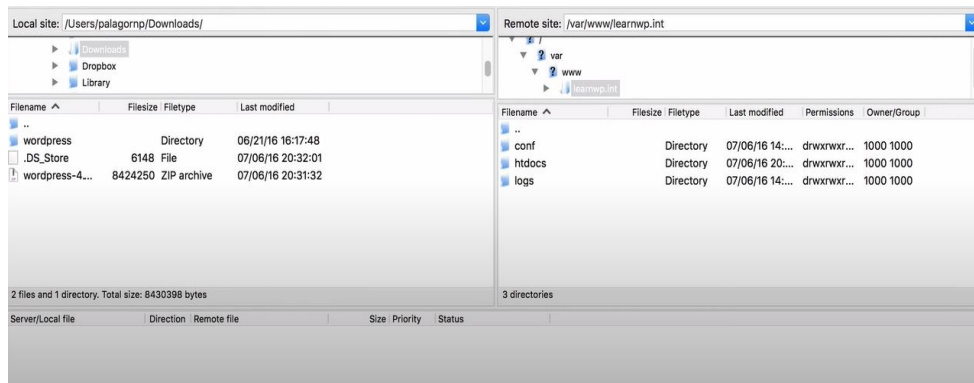 Local site: /Users/palagornp/Downloads/
Downloads
Dropbox
Library
Filename Filesize Filetype Last modified
..
wordpress Directory 06/21/16 16:17:48
.DS_Store 6148 File 07/06/16 20:32:01
wordpress-4.... 8424250 ZIP archive 07/06/16 20:31:32
2 files and 1 directory. Total size: 8430398 bytes
Remote site: /var/www/learnwp.int
? /
? var
? www
learnwp.int
Filename Filesize Filetype Last modified Permissions Owner/Group
..
conf Directory 07/06/16 14:... drwxrwxr... 1000 1000
htdocs Directory 07/06/16 20:... drwxrwxr... 1000 1000
logs Directory 07/06/16 14:... drwxrwxr... 1000 1000
3 directories
Server/Local file Direction Remote file Size Priority Status